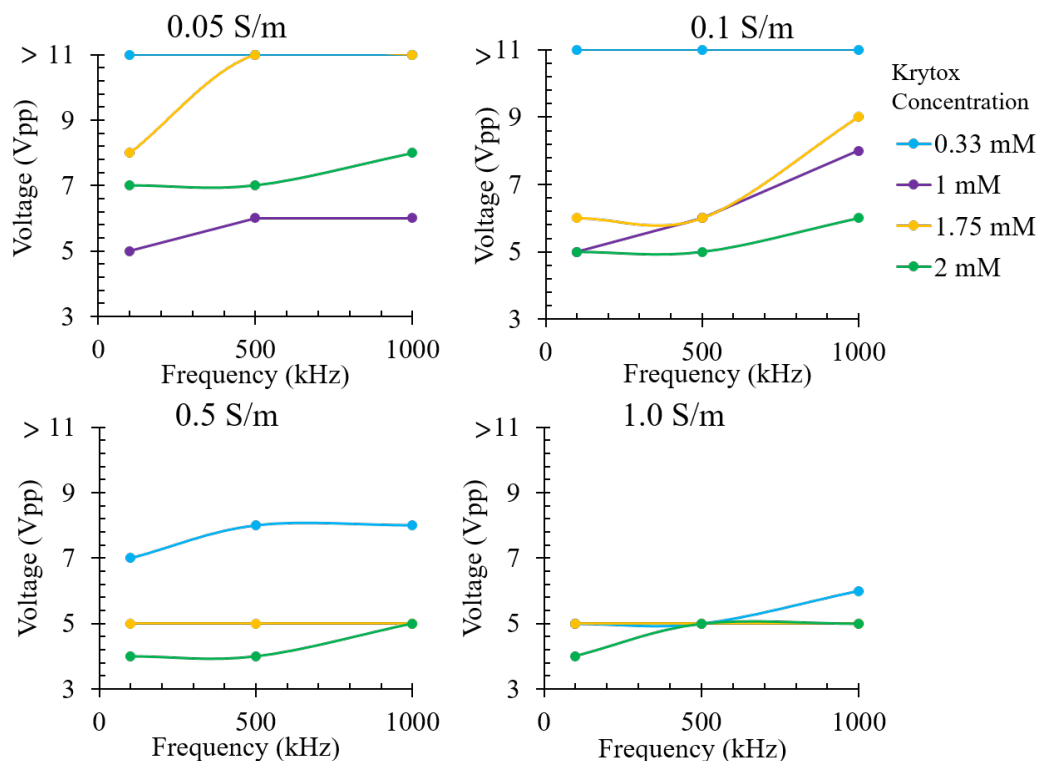 0.05 S/m
> 11
9
7
5
3
Voltage (Vpp)
0
500
1000
Frequency (kHz)
0.1 S/m
>11
9
7
5
3
Voltage (Vpp)
0
500
1000
Frequency (kHz)
Krytox
Concentration
0.33 mM
1 mM
1.75 mM
2 mM
0.5 S/m
> 11
9
7
5
3
Voltage (Vpp)
0
500
1000
Frequency (kHz)
1.0 S/m
>11
9
7
5
3
Voltage (Vpp)
0
500
1000
Frequency (kHz)